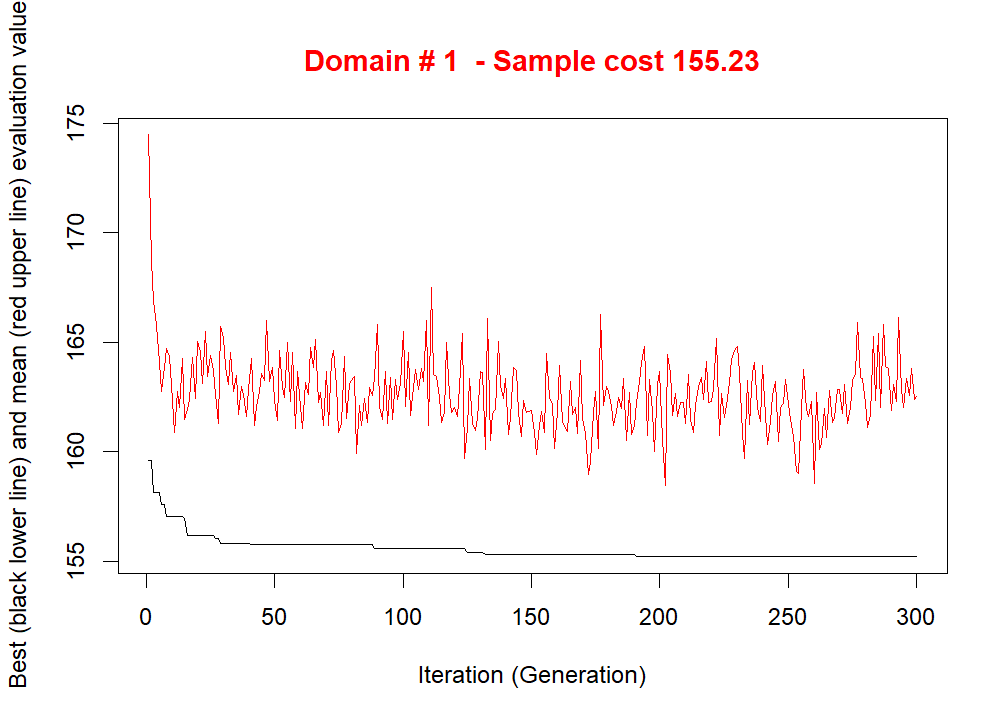 Domain # 1  - Sample cost 155.23
Best (black lower line) and mean (red upper line) evaluation value
175
170
165
160
155
0 50 100 150 200 250 300
Iteration (Generation)